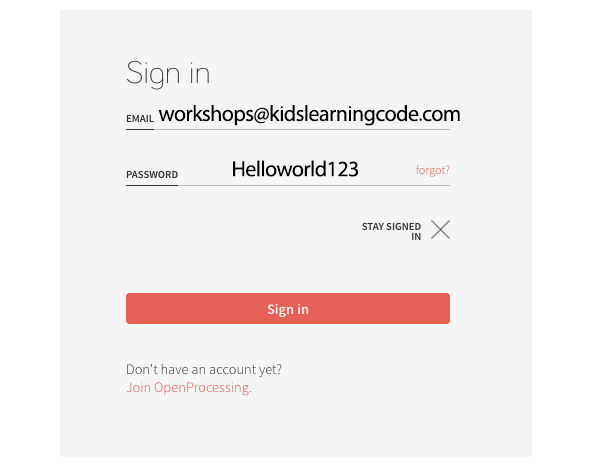 Sign in
EMAIL workshops@kidslearningcode.com
PASSWORD Helloworld123 forgot?
STAY SIGNED
IN
Sign in
Don't have an account yet?
Join OpenProcessing.